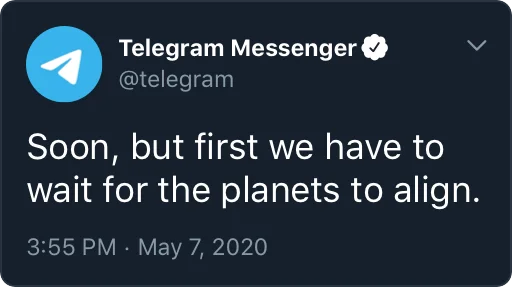 Telegram Messenger
@telegram
Soon, but first we have to
wait for the planets to align.
3:55 PM · May 7, 2020